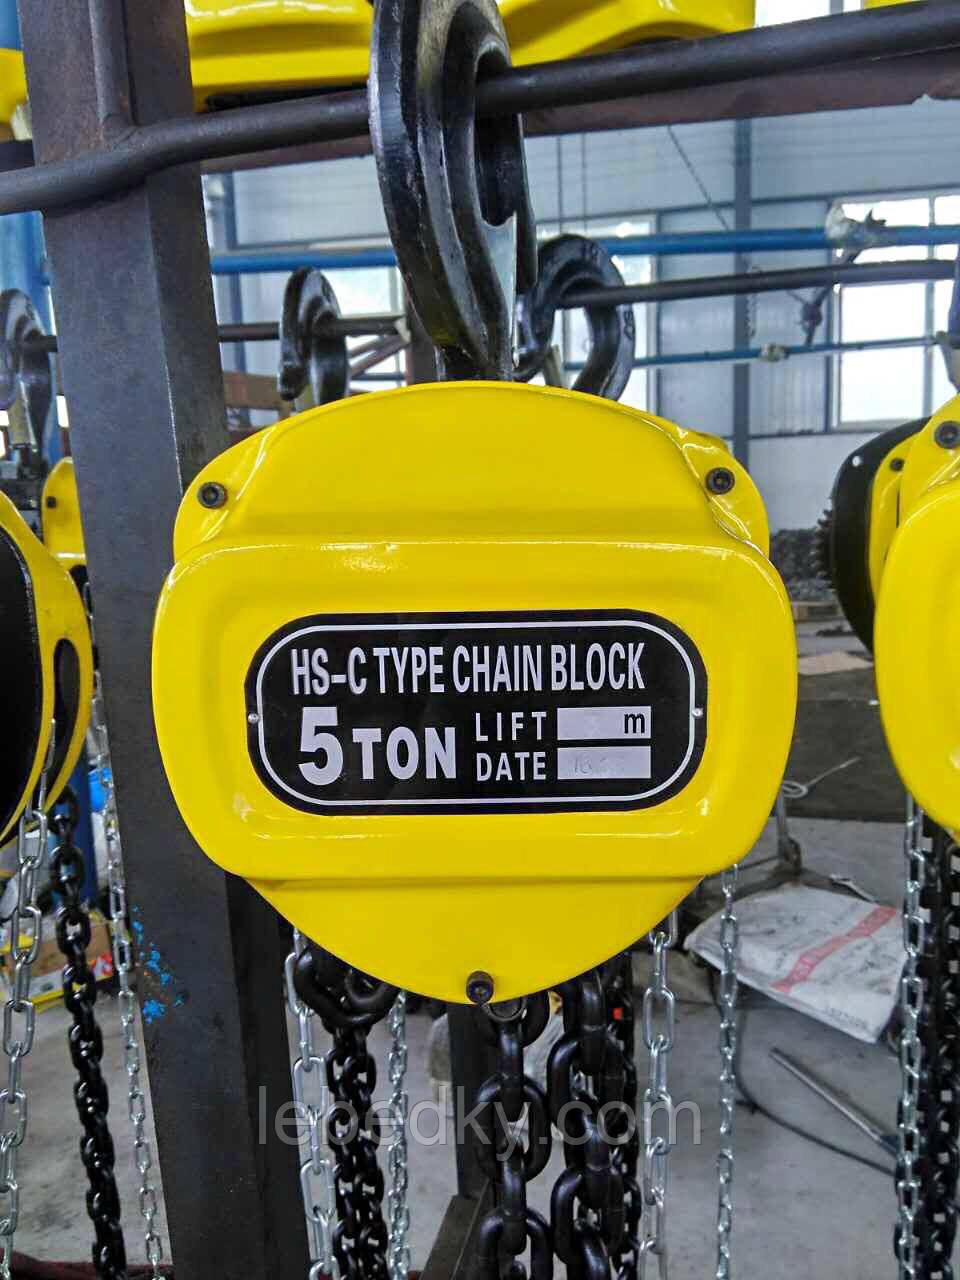 HS-C TYPE CHAIN BLOCK
5 TON
LIFT m
DATE
lebedky.com